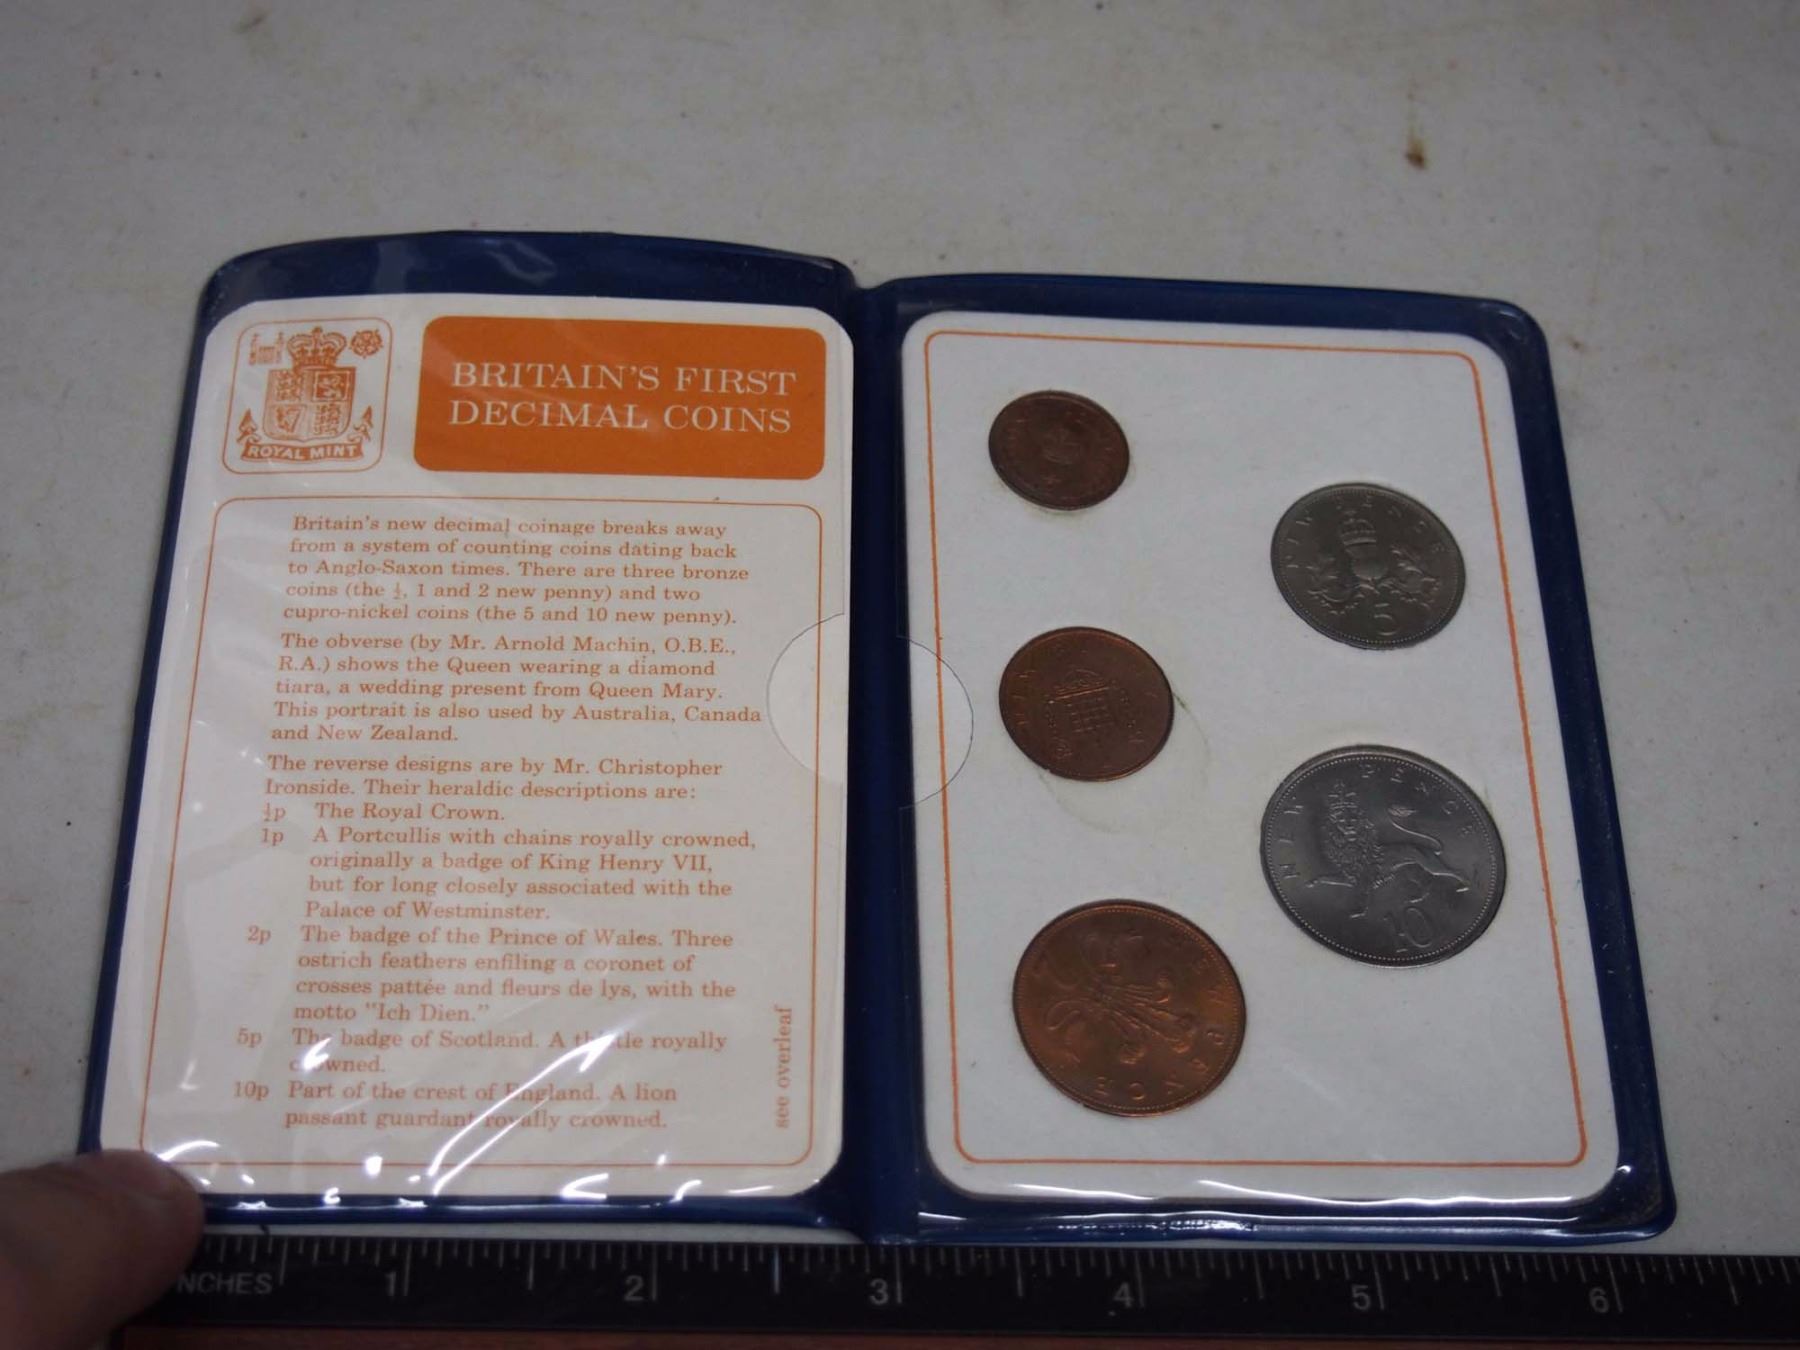 ROYAL MINT
BRITAIN'S FIRST
DECIMAL COINS
Britain's new decimal coinage breaks away
from a system of counting coins dating back
to Anglo-Saxon times. There are three bronze
coins (the ½, 1 and 2 new penny) and two
cupro-nickel coins (the 5 and 10 new penny).
The obverse (by Mr. Arnold Machin, O.B.E.,
R.A.) shows the Queen wearing a diamond
tiara, a wedding present from Queen Mary.
This portrait is also used by Australia, Canada
and New Zealand.
The reverse designs are by Mr. Christopher
Ironside. Their heraldic descriptions are:
½p The Royal Crown.
1p A Portcullis with chains royally crowned,
originally a badge of King Henry VII,
but for long closely associated with the
Palace of Westminster.
2p The badge of the Prince of Wales. Three
ostrich feathers enfiling a coronet of
crosses pattée and fleurs de lys, with the
motto "Ich Dien."
5p The badge of Scotland. A thistle royally
crowned.
10p Part of the crest of England. A lion
passant guardant royally crowned.
see overleaf
NEW PENCE
5
NEW PENCE
10
2
NEW PENCE
INCHES 1 2 3 4 5 6